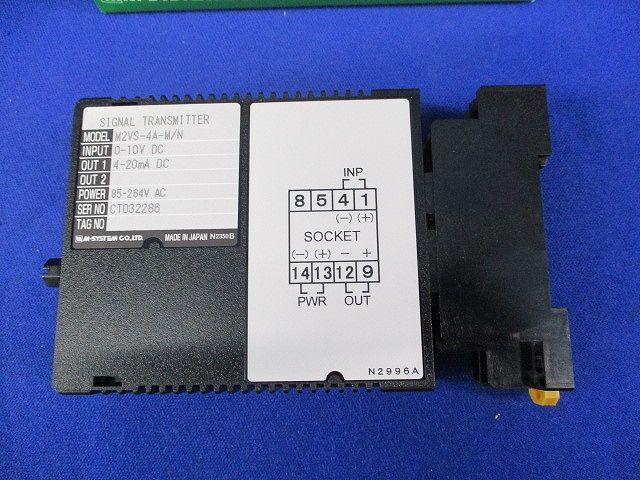 SIGNAL TRANSMITTER
MODEL M2VS-4A-M/N
INPUT 0-10V DC
OUT 1 4-20mA DC
OUT 2
POWER 85-264V AC
SER NO CT032286
TAG NO
M-SYSTEM CO.,LTD. MADE IN JAPAN N2350B
INP
8 5 4 1
(-) (+)
SOCKET
(-) (+) - +
14 13 12 9
PWR OUT
N2996A